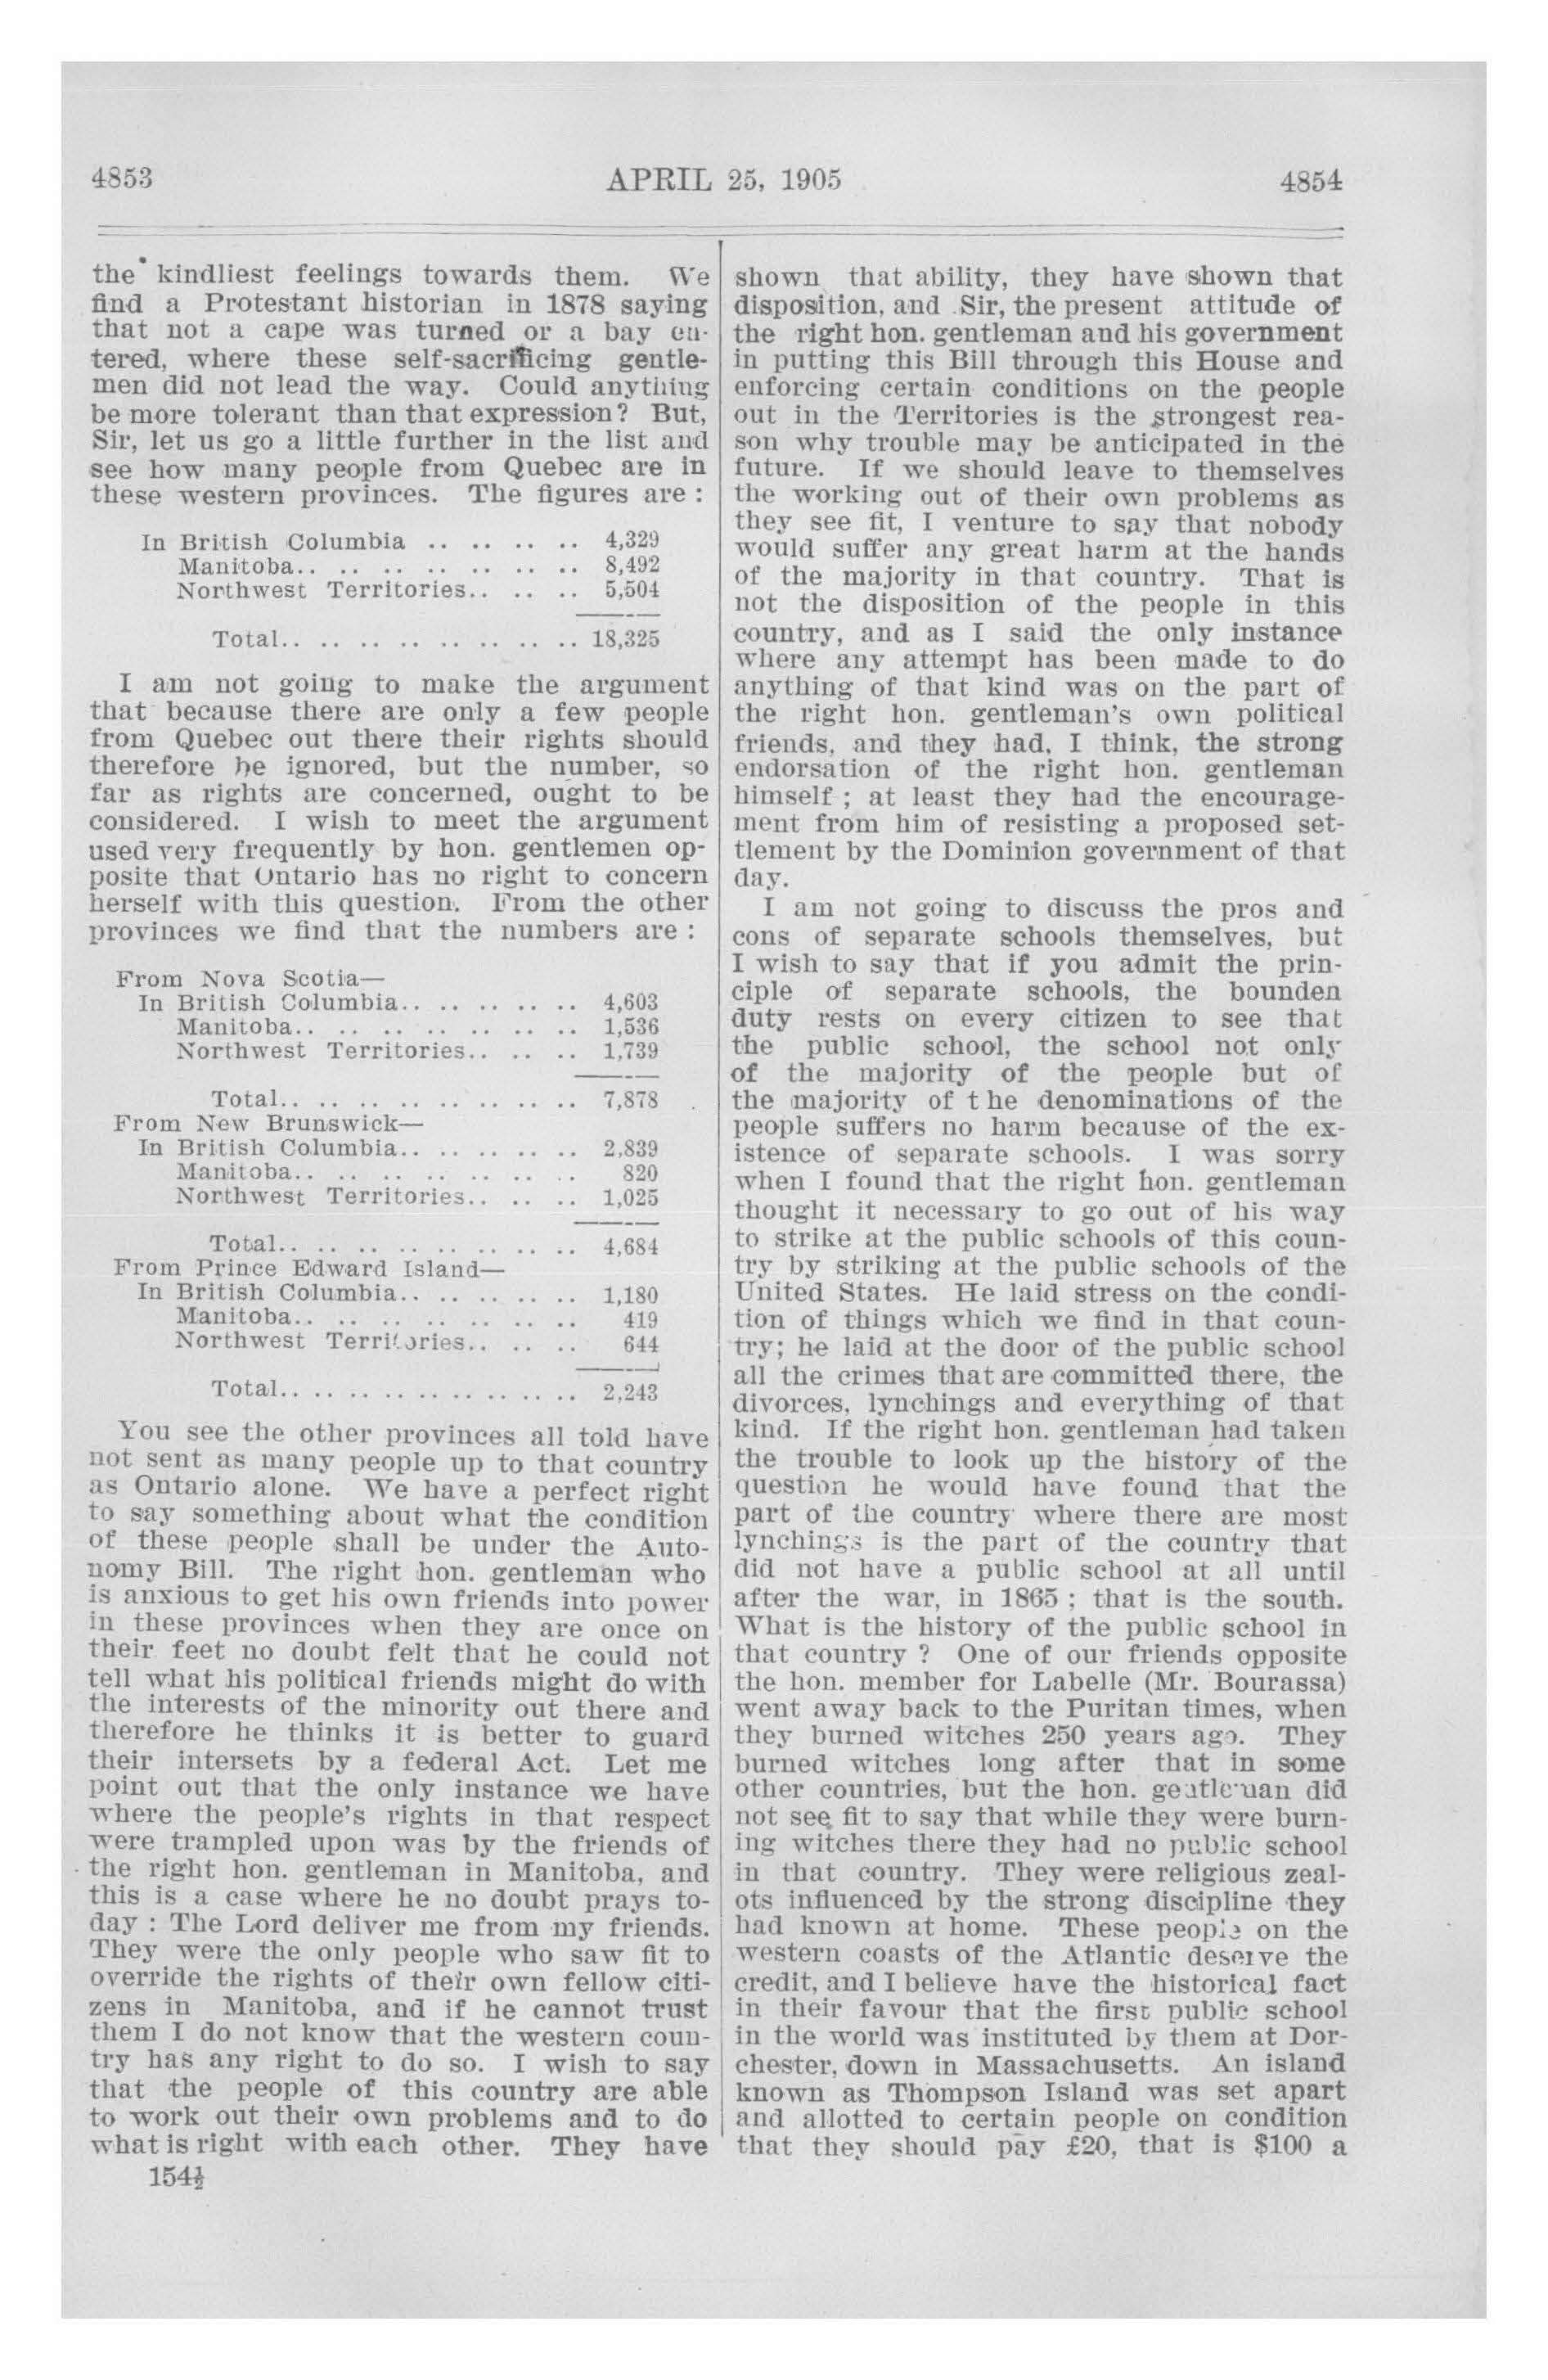 4853 APRIL 25, 1905 4854
the kindliest feelings towards them. We
find a Protestant historian in 1878 saying
that not a cape was turned or a bay en-
tered, where these self-sacrificing gentle-
men did not lead the way. Could anything
be more tolerant than that expression? But,
Sir, let us go a little further in the list and
see how many people from Quebec are in
these western provinces. The figures are :
In British Columbia .. .. .. .. 4,329
Manitoba.. .. .. .. .. .. .. .. 8,492
Northwest Territories.. .. .. 5,504
Total.. .. .. .. .. .. .. .. 18,325
I am not going to make the argument
that because there are only a few people
from Quebec out there their rights should
therefore be ignored, but the number, so
far as rights are concerned, ought to be
considered. I wish to meet the argument
used very frequently by hon. gentlemen op-
posite that Ontario has no right to concern
herself with this question. From the other
provinces we find that the numbers are :
From Nova Scotia—
In British Columbia.. .. .. .. .. 4,603
Manitoba.. .. .. .. .. .. .. .. 1,536
Northwest Territories.. .. .. 1,739
Total.. .. .. .. .. .. .. .. 7,878
From New Brunswick—
In British Columbia.. .. .. .. .. 2,839
Manitoba.. .. .. .. .. .. .. .. 820
Northwest Territories.. .. .. 1,025
Total.. .. .. .. .. .. .. .. 4,684
From Prince Edward Island—
In British Columbia.. .. .. .. .. 1,180
Manitoba.. .. .. .. .. .. .. .. 419
Northwest Territories.. .. .. 644
Total.. .. .. .. .. .. .. .. .. 2,243
You see the other provinces all told have
not sent as many people up to that country
as Ontario alone. We have a perfect right
to say something about what the condition
of these people shall be under the Auto-
nomy Bill. The right hon. gentleman who
is anxious to get his own friends into power
in these provinces when they are once on
their feet no doubt felt that he could not
tell what his political friends might do with
the interests of the minority out there and
therefore he thinks it is better to guard
their intersets by a federal Act. Let me
point out that the only instance we have
where the people's rights in that respect
were trampled upon was by the friends of
the right hon. gentleman in Manitoba, and
this is a case where he no doubt prays to-
day : The Lord deliver me from my friends.
They were the only people who saw fit to
override the rights of their own fellow citi-
zens in Manitoba, and if he cannot trust
them I do not know that the western coun-
try has any right to do so. I wish to say
that the people of this country are able
to work out their own problems and to do
what is right with each other. They have
154½
shown that ability, they have shown that
disposition, and Sir, the present attitude of
the right hon. gentleman and his government
in putting this Bill through this House and
enforcing certain conditions on the people
out in the Territories is the strongest rea-
son why trouble may be anticipated in the
future. If we should leave to themselves
the working out of their own problems as
they see fit, I venture to say that nobody
would suffer any great harm at the hands
of the majority in that country. That is
not the disposition of the people in this
country, and as I said the only instance
where any attempt has been made to do
anything of that kind was on the part of
the right hon. gentleman's own political
friends, and they had, I think, the strong
endorsation of the right hon. gentleman
himself ; at least they had the encourage-
ment from him of resisting a proposed set-
tlement by the Dominion government of that
day.
I am not going to discuss the pros and
cons of separate schools themselves, but
I wish to say that if you admit the prin-
ciple of separate schools, the bounden
duty rests on every citizen to see that
the public school, the school not only
of the majority of the people but of
the majority of t he denominations of the
people suffers no harm because of the ex-
istence of separate schools. I was sorry
when I found that the right hon. gentleman
thought it necessary to go out of his way
to strike at the public schools of this coun-
try by striking at the public schools of the
United States. He laid stress on the condi-
tion of things which we find in that coun-
try; he laid at the door of the public school
all the crimes that are committed there, the
divorces, lynchings and everything of that
kind. If the right hon. gentleman had taken
the trouble to look up the history of the
question he would have found that the
part of the country where there are most
lynchings is the part of the country that
did not have a public school at all until
after the war, in 1865 ; that is the south.
What is the history of the public school in
that country ? One of our friends opposite
the hon. member for Labelle (Mr. Bourassa)
went away back to the Puritan times, when
they burned witches 250 years ago. They
burned witches long after that in some
other countries, but the hon. gentleman did
not see fit to say that while they were burn-
ing witches there they had no public school
in that country. They were religious zeal-
ots influenced by the strong discipline they
had known at home. These people on the
western coasts of the Atlantic deserve the
credit, and I believe have the historical fact
in their favour that the first public school
in the world was instituted by them at Dor-
chester, down in Massachusetts. An island
known as Thompson Island was set apart
and allotted to certain people on condition
that they should pay £20, that is $100 a